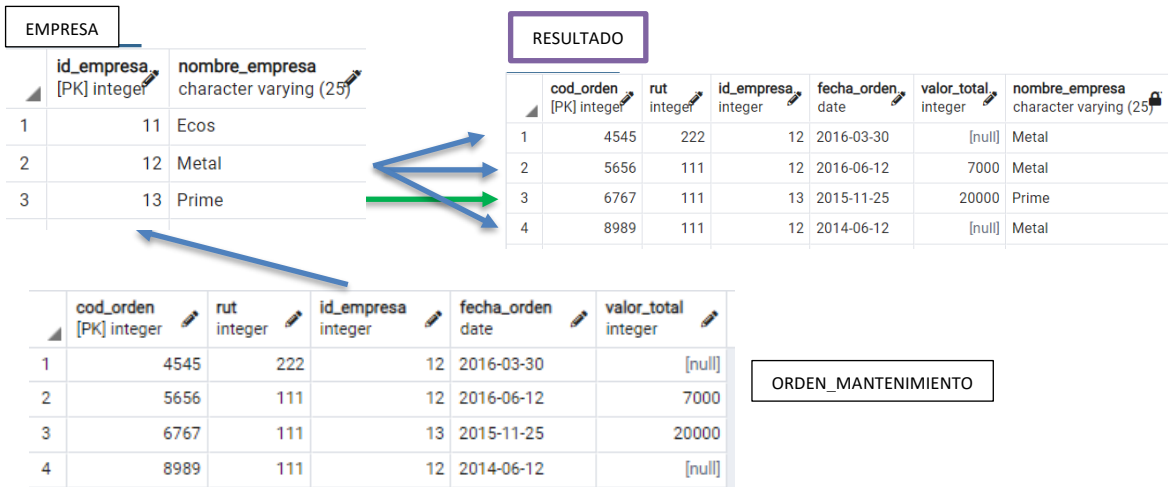 EMPRESA
id_empresa nombre_empresa
[PK] integer character varying (25)
1 11 Ecos
2 12 Metal
3 13 Prime
RESULTADO
cod_orden rut id_empresa fecha_orden valor_total nombre_empresa
[PK] integer integer integer date integer character varying (25)
1 4545 222 12 2016-03-30 [null] Metal
2 5656 111 12 2016-06-12 7000 Metal
3 6767 111 13 2015-11-25 20000 Prime
4 8989 111 12 2014-06-12 [null] Metal
cod_orden rut id_empresa fecha_orden valor_total
[PK] integer integer integer date integer
1 4545 222 12 2016-03-30 [null]
2 5656 111 12 2016-06-12 7000
3 6767 111 13 2015-11-25 20000
4 8989 111 12 2014-06-12 [null]
ORDEN_MANTENIMIENTO